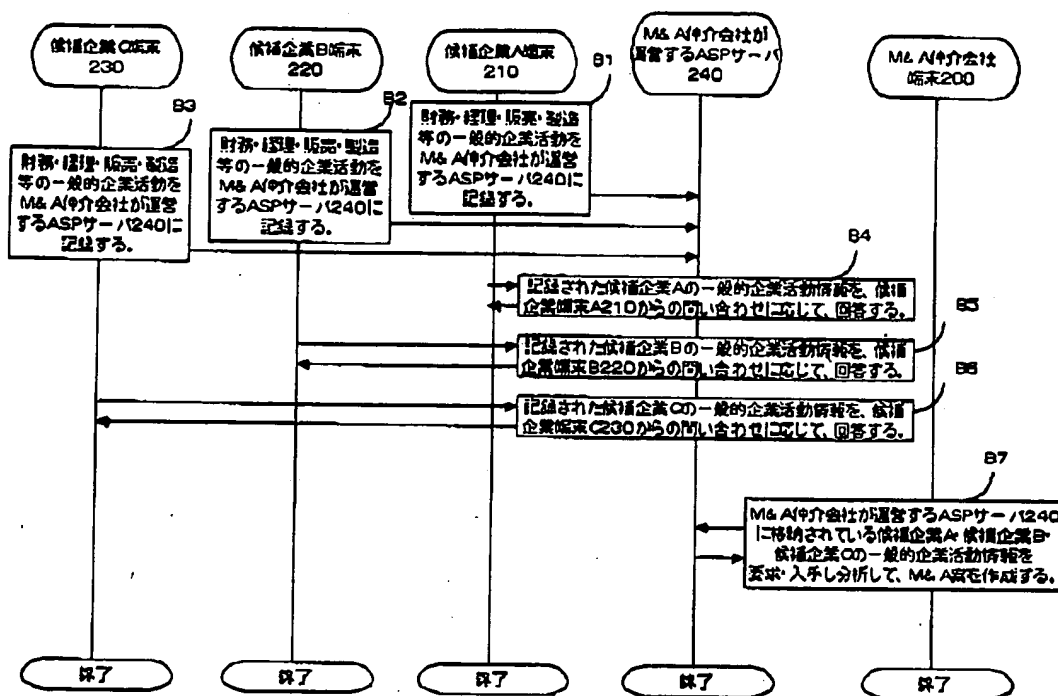 候補企業C端末
230
候補企業B端末
220
候補企業A端末
210
M&A仲介会社が
運営するASPサーバ
240
M&A仲介会社
端末200
B3
財務・経理・販売・製造
等の一般的企業活動を
M&A仲介会社が運営
するASPサーバ240に
記録する。
B2
財務・経理・販売・製造
等の一般的企業活動を
M&A仲介会社が運営
するASPサーバ240に
記録する。
B1
財務・経理・販売・製造
等の一般的企業活動を
M&A仲介会社が運営
するASPサーバ240に
記録する。
B4
記録された候補企業Aの一般的企業活動情報を、候補
企業端末A210からの問い合わせに応じて、回答する。
B5
記録された候補企業Bの一般的企業活動情報を、候補
企業端末B220からの問い合わせに応じて、回答する。
B6
記録された候補企業Cの一般的企業活動情報を、候補
企業端末C230からの問い合わせに応じて、回答する。
B7
M&A仲介会社が運営するASPサーバ240
に格納されている候補企業A・候補企業B・
候補企業Cの一般的企業活動情報を
要求・入手し分析して、M&A案を作成する。
終了
終了
終了
終了
終了